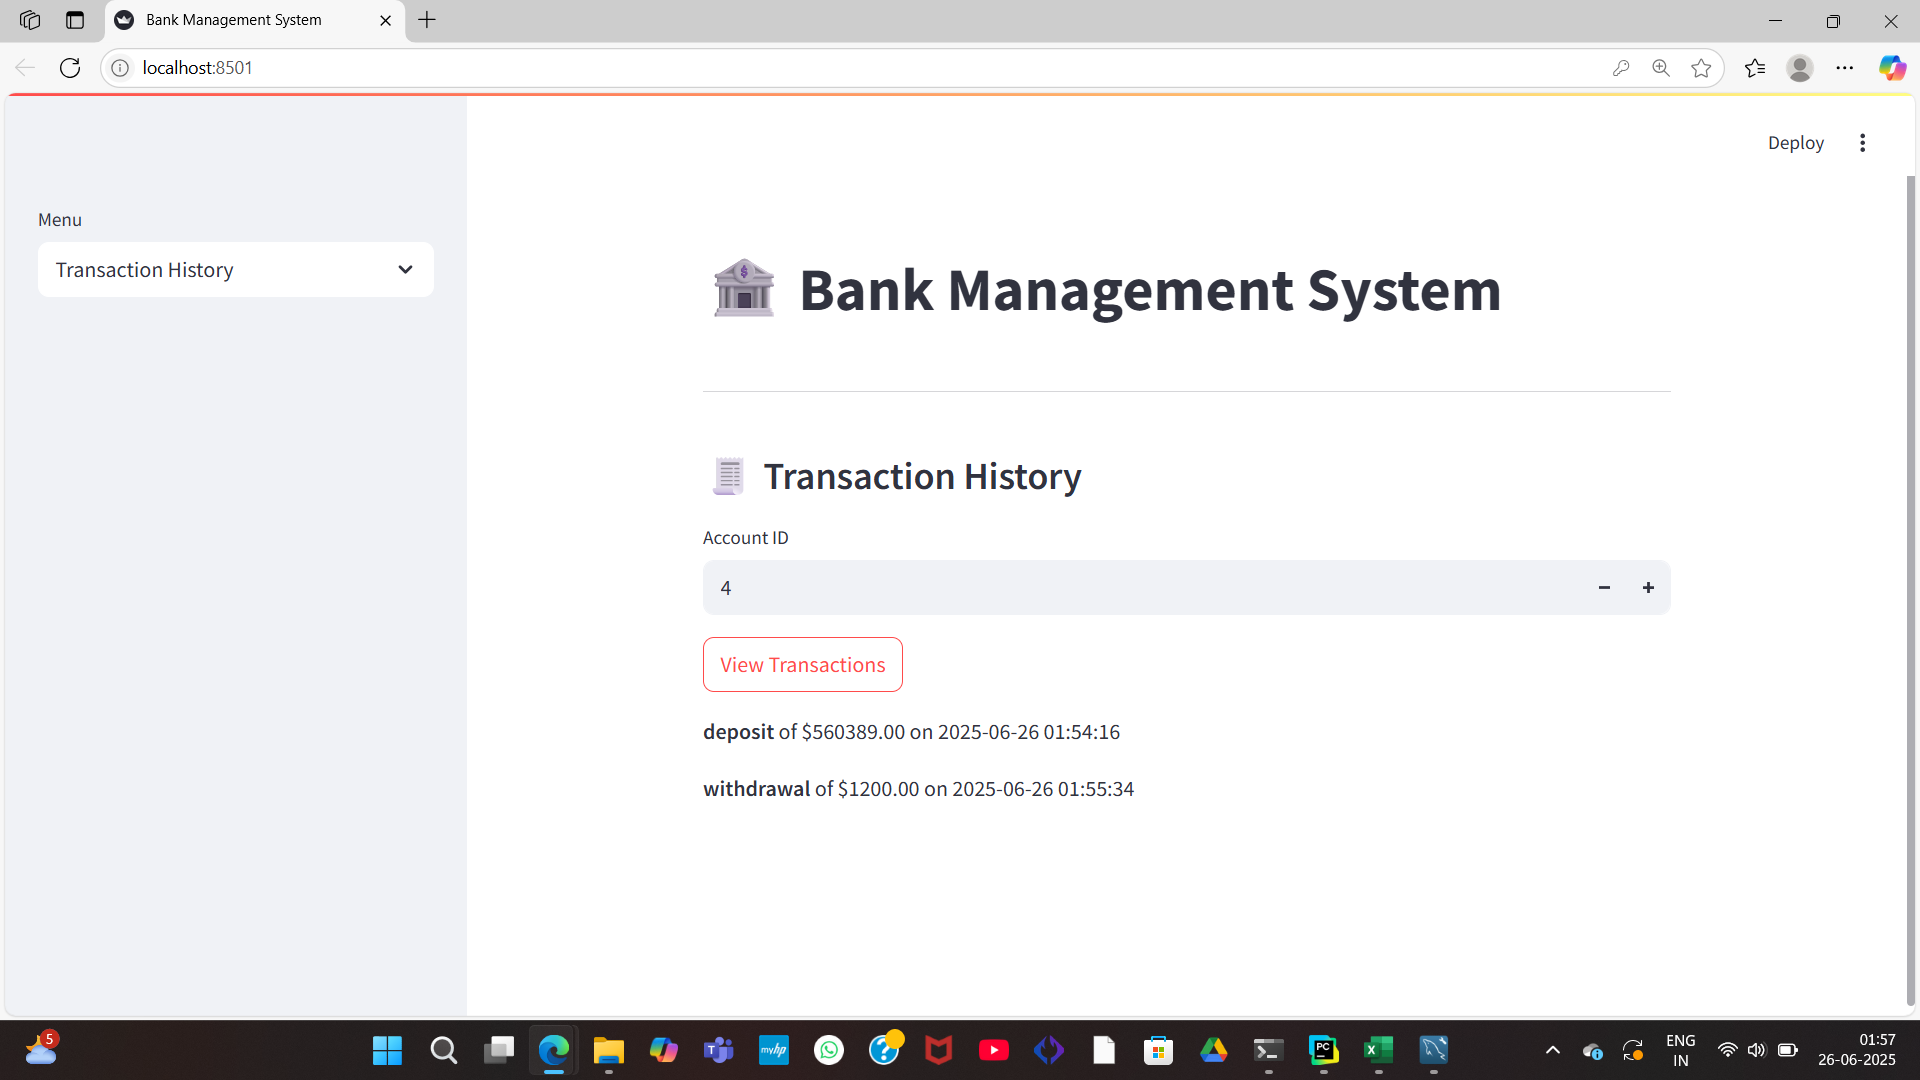 Bank Management System
localhost:8501
Deploy
Menu
Transaction History
Bank Management System
Transaction History
Account ID
4
View Transactions
deposit of $560389.00 on 2025-06-26 01:54:16
withdrawal of $1200.00 on 2025-06-26 01:55:34
5
myhp
PC
ENG
IN
01:57
26-06-2025